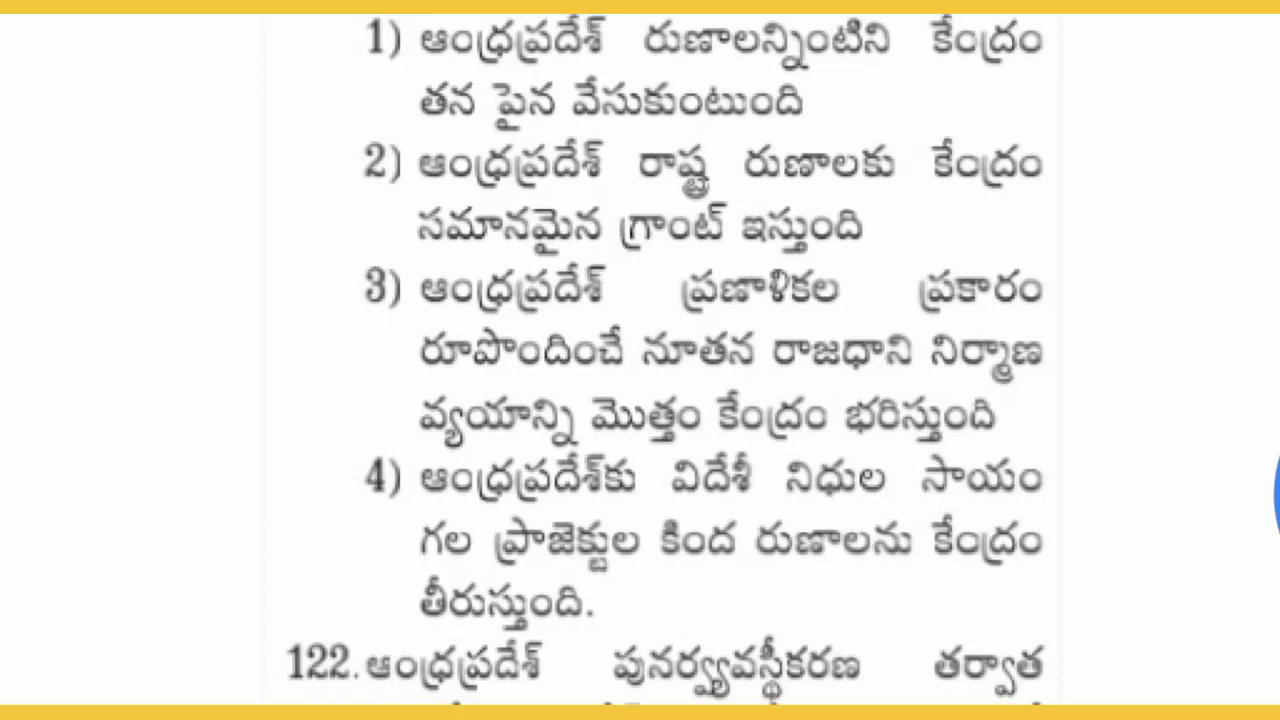 1) ఆంధ్రప్రదేశ్ రుణాలన్నింటిని కేంద్రం
తన పైన వేసుకుంటుంది
2) ఆంధ్రప్రదేశ్ రాష్ట్ర రుణాలకు కేంద్రం
సమానమైన గ్రాంట్ ఇస్తుంది
3) ఆంధ్రప్రదేశ్ ప్రణాళికల ప్రకారం
రూపొందించే నూతన రాజధాని నిర్మాణ
వ్యయాన్ని మొత్తం కేంద్రం భరిస్తుంది
4) ఆంధ్రప్రదేశ్‌కు విదేశీ నిధుల సాయం
గల ప్రాజెక్టుల కింద రుణాలను కేంద్రం
తీరుస్తుంది.
122. ఆంధ్రప్రదేశ్ పునర్వ్యవస్థీకరణ తర్వాత